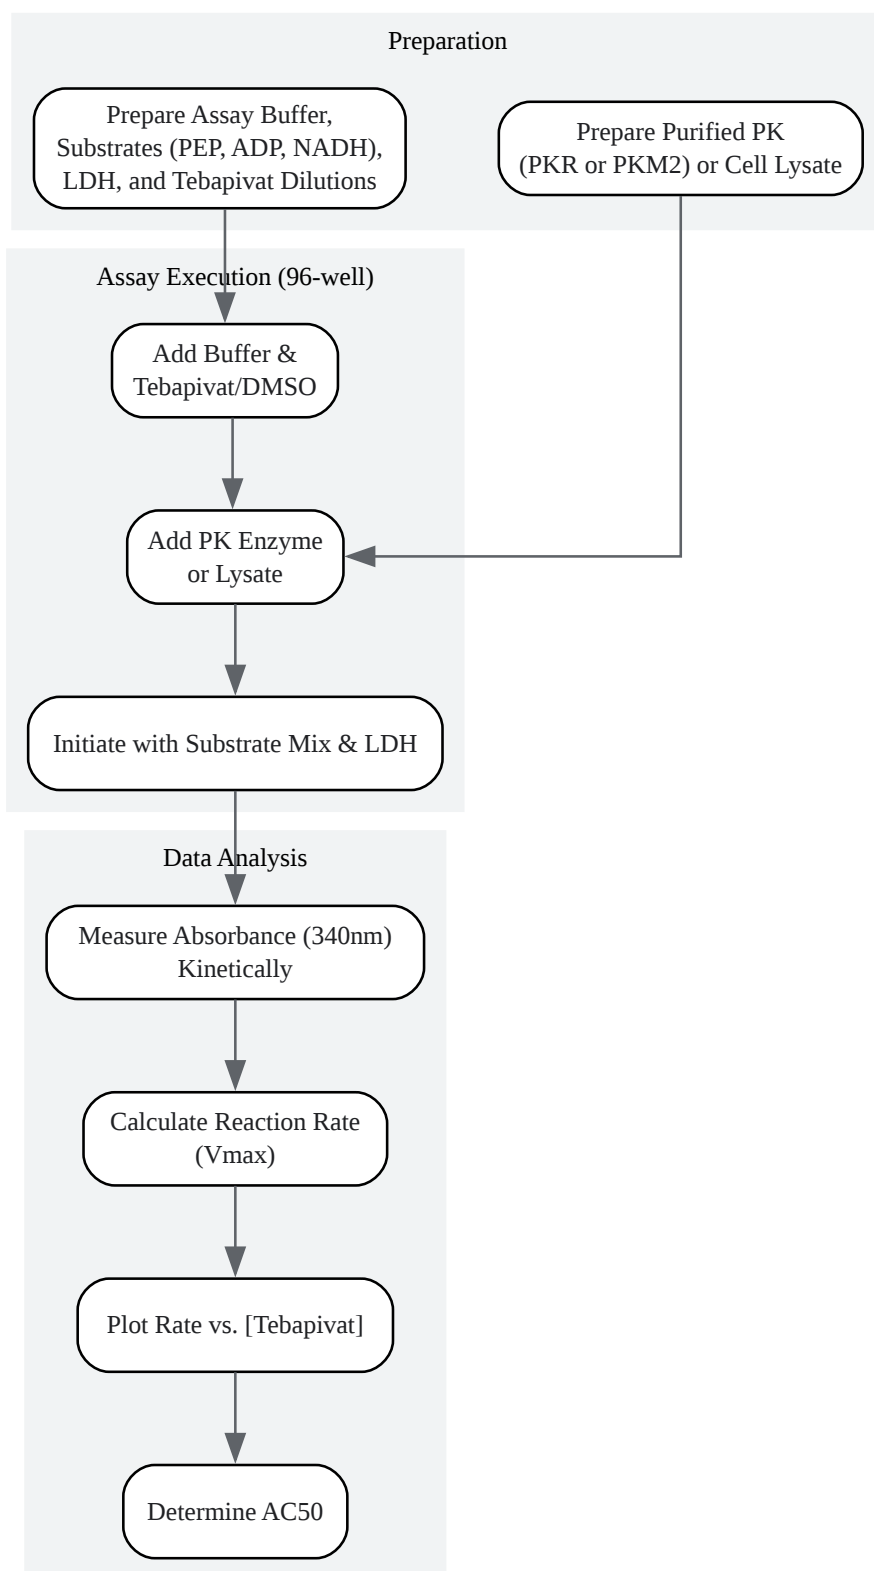 Preparation
Prepare Assay Buffer,
Substrates (PEP, ADP, NADH),
LDH, and Tebapivat Dilutions
Prepare Purified PK
(PKR or PKM2) or Cell Lysate
Assay Execution (96-well)
Add Buffer &
Tebapivat/DMSO
Add PK Enzyme
or Lysate
Initiate with Substrate Mix & LDH
Data Analysis
Measure Absorbance (340nm)
Kinetically
Calculate Reaction Rate
(Vmax)
Plot Rate vs. [Tebapivat]
Determine AC50